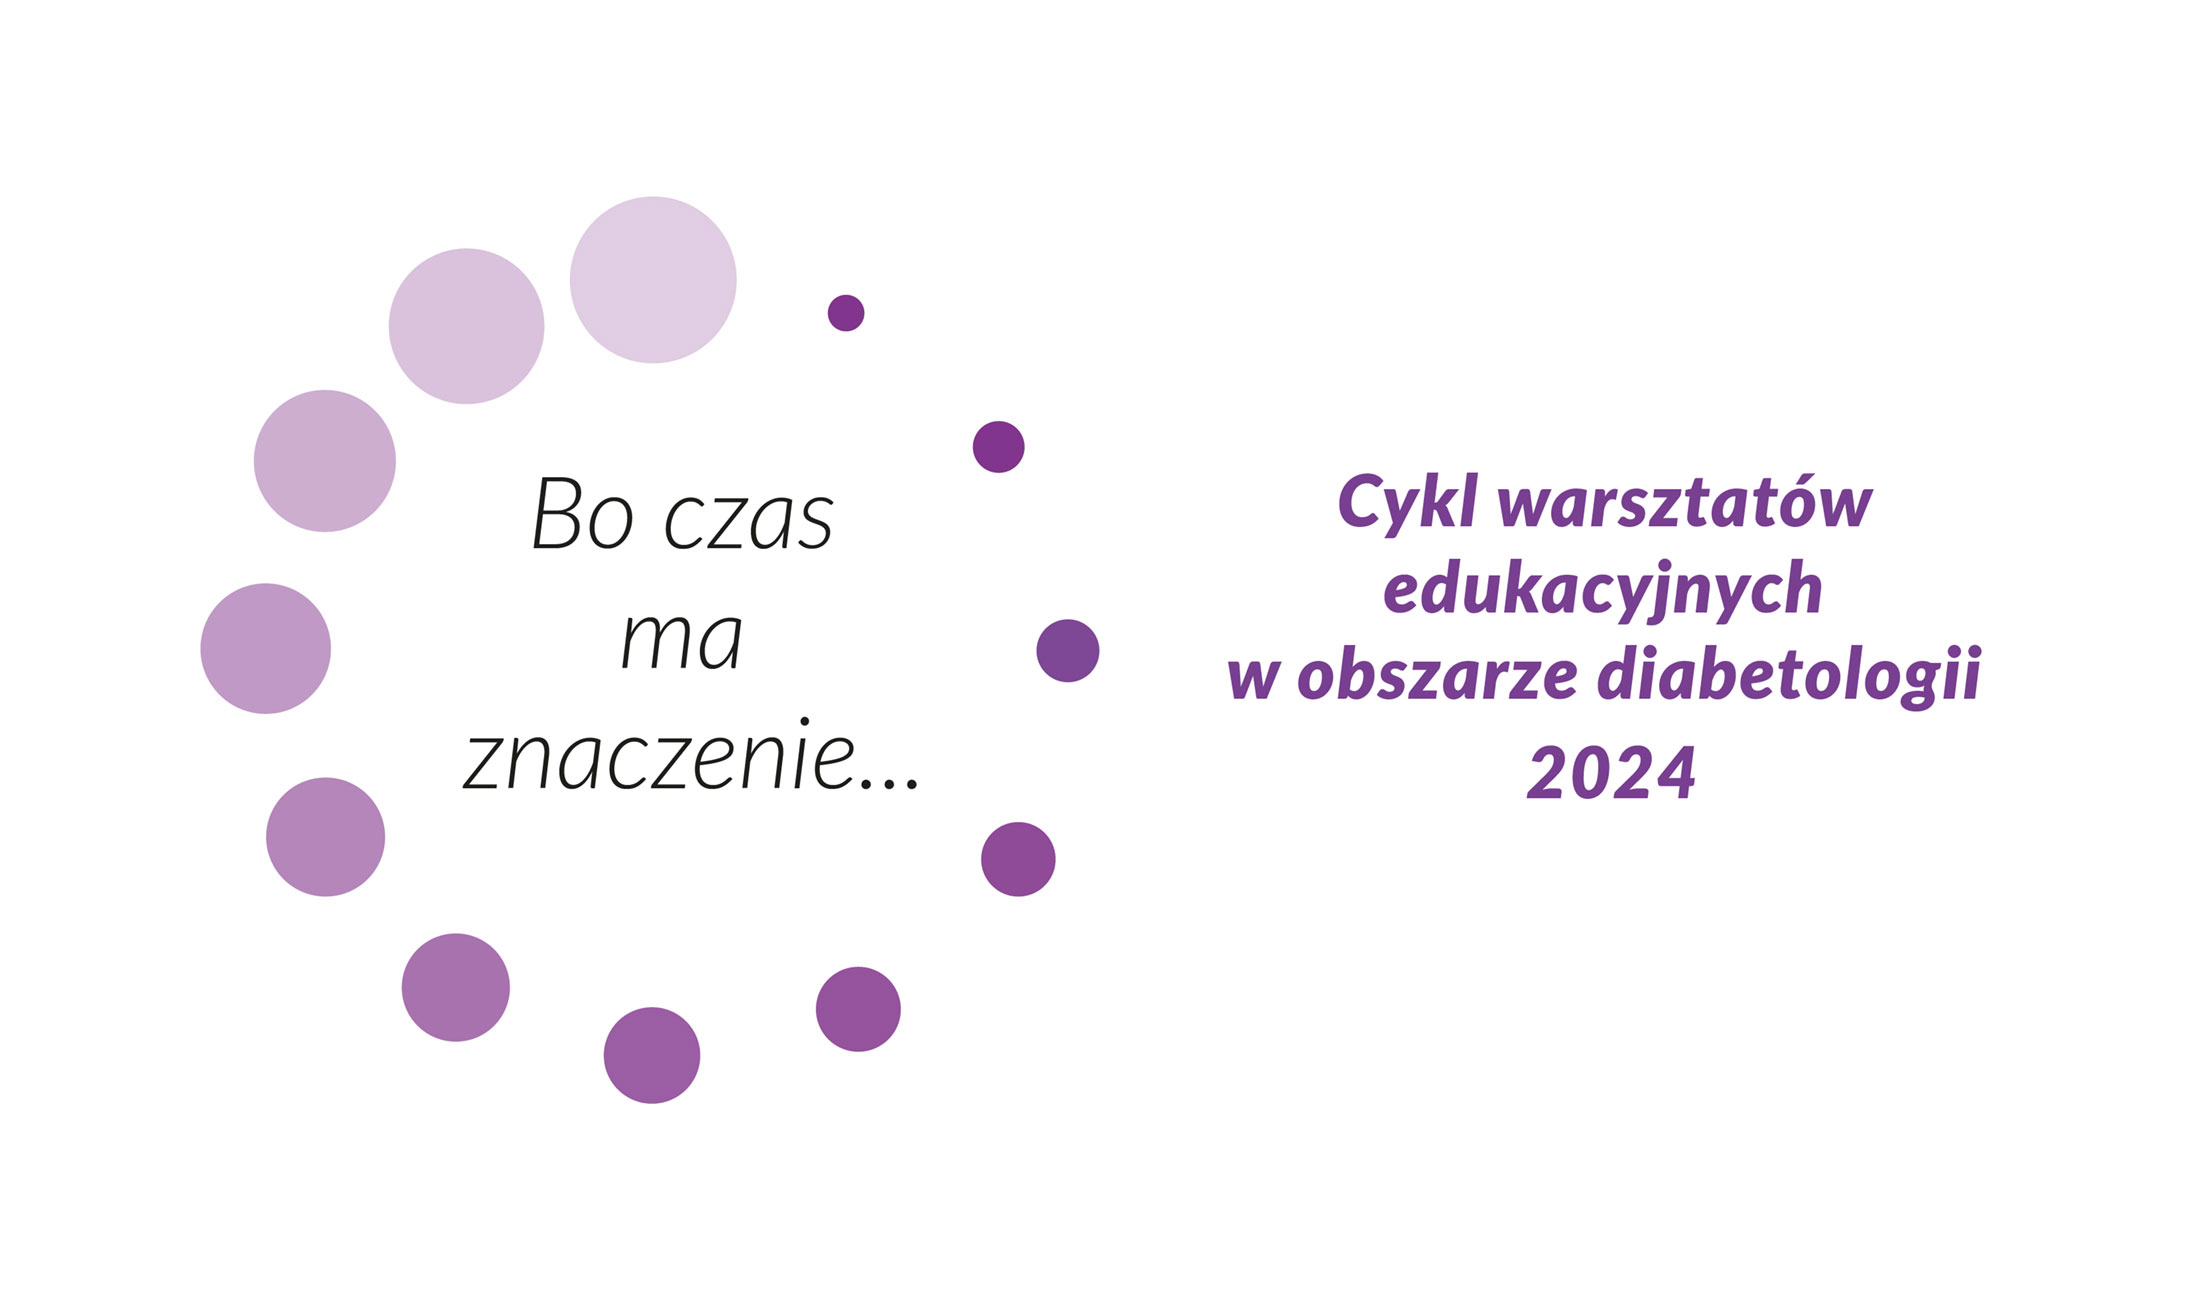 Bo czas
ma
znaczenie...
Cykl warsztatów
edukacyjnych
w obszarze diabetologii
2024